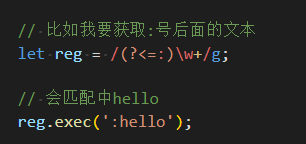 // 比如我要获取:号后面的文本
let reg = /(?<=:)\w+/g;
// 会匹配中hello
reg.exec(':hello');